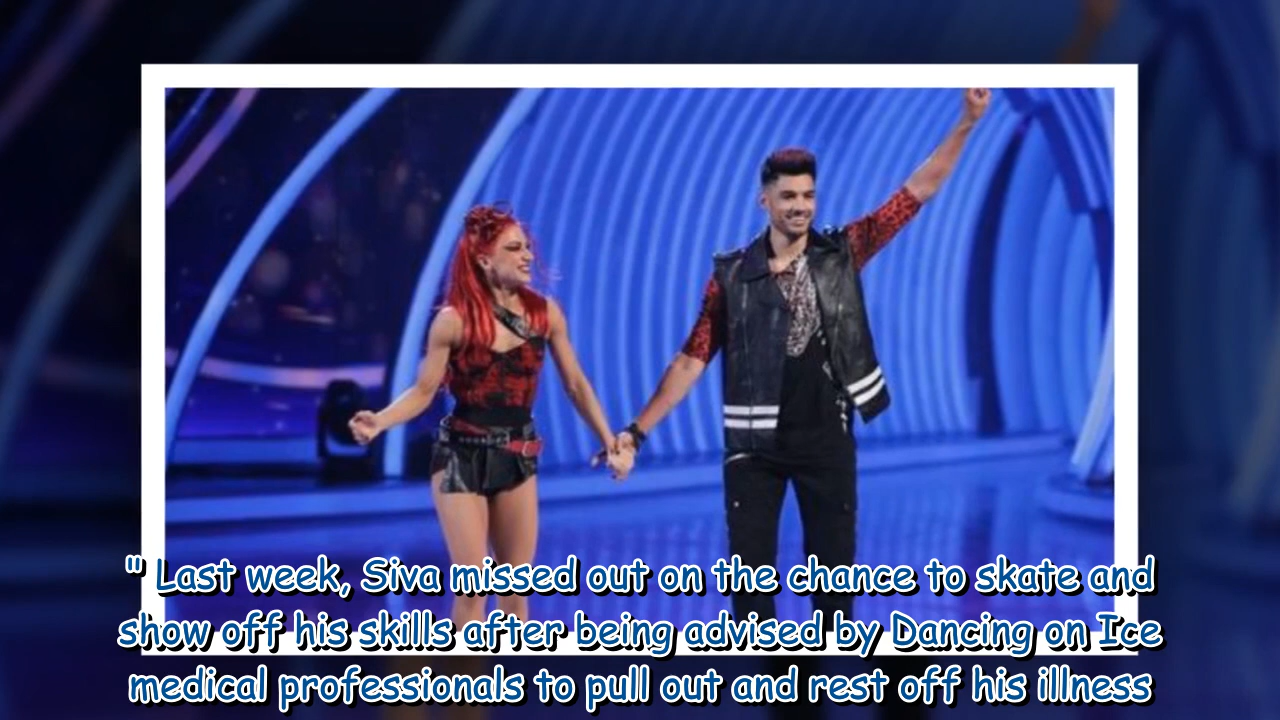 " Last week, Siva missed out on the chance to skate and
show off his skills after being advised by Dancing on Ice
medical professionals to pull out and rest off his illness